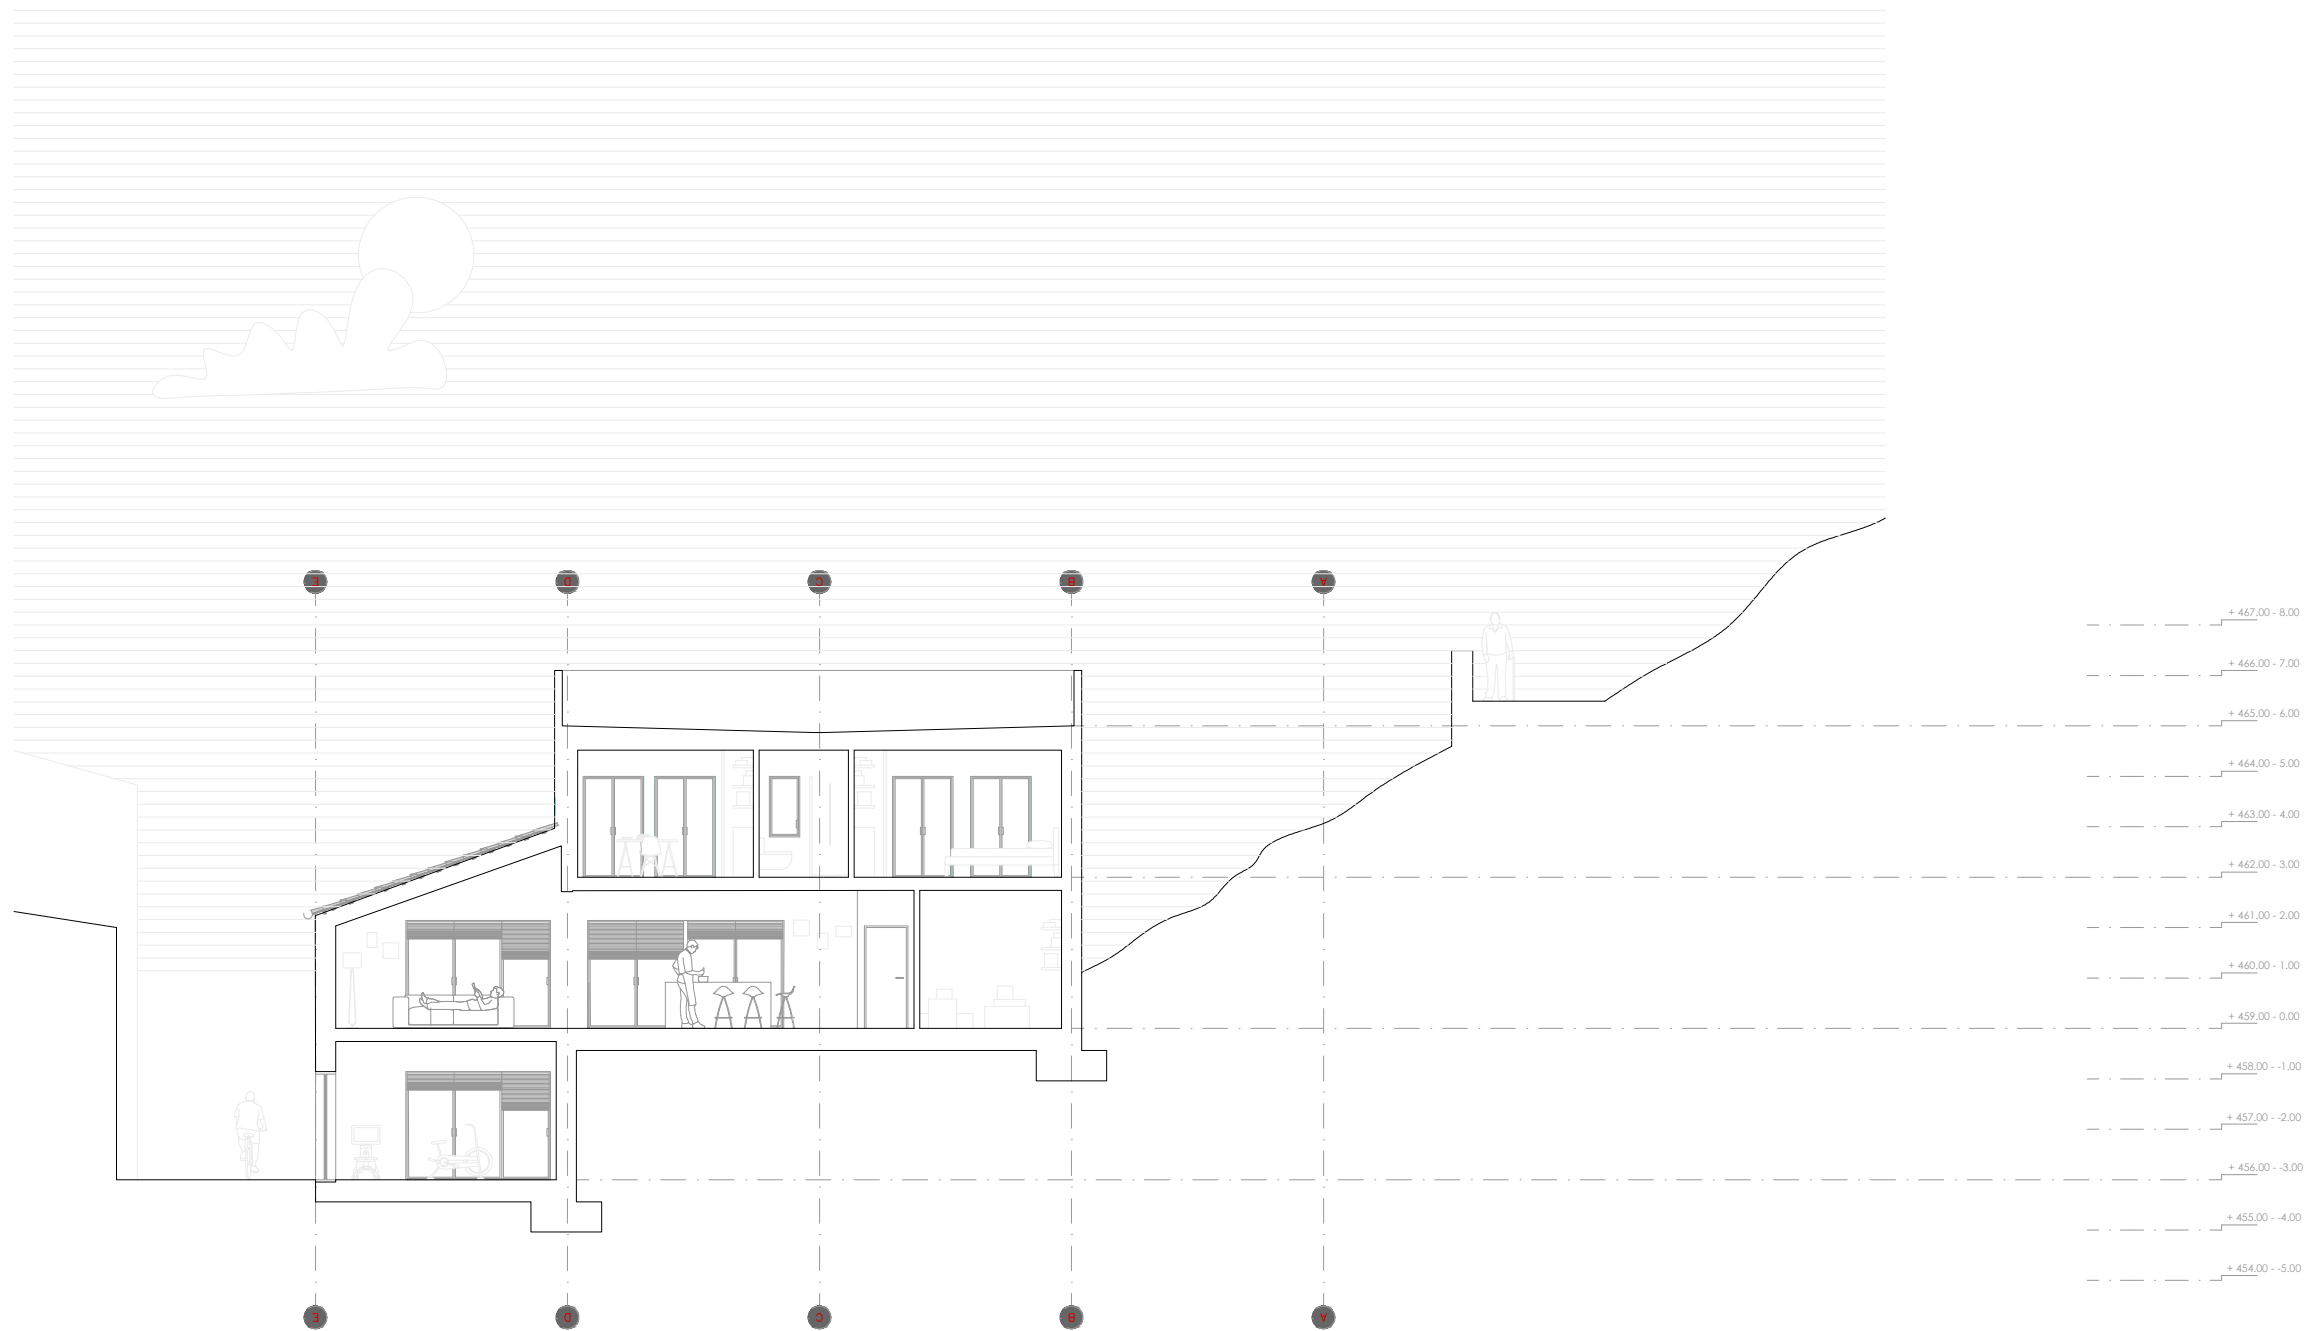 E D C B A
+ 467.00 - 8.00
+ 466.00 - 7.00
+ 465.00 - 6.00
+ 464.00 - 5.00
+ 463.00 - 4.00
+ 462.00 - 3.00
+ 461.00 - 2.00
+ 460.00 - 1.00
+ 459.00 - 0.00
+ 458.00 - -1.00
+ 457.00 - -2.00
+ 456.00 - -3.00
+ 455.00 - -4.00
+ 454.00 - -5.00
E D C B A